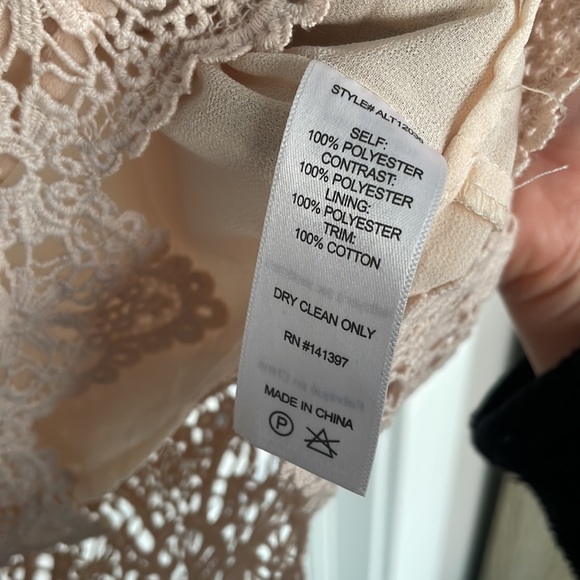 STYLE# ALT120
SELF:
100% POLYESTER
CONTRAST:
100% POLYESTER
LINING:
100% POLYESTER
TRIM:
100% COTTON
DRY CLEAN ONLY
RN #141397
MADE IN CHINA
P